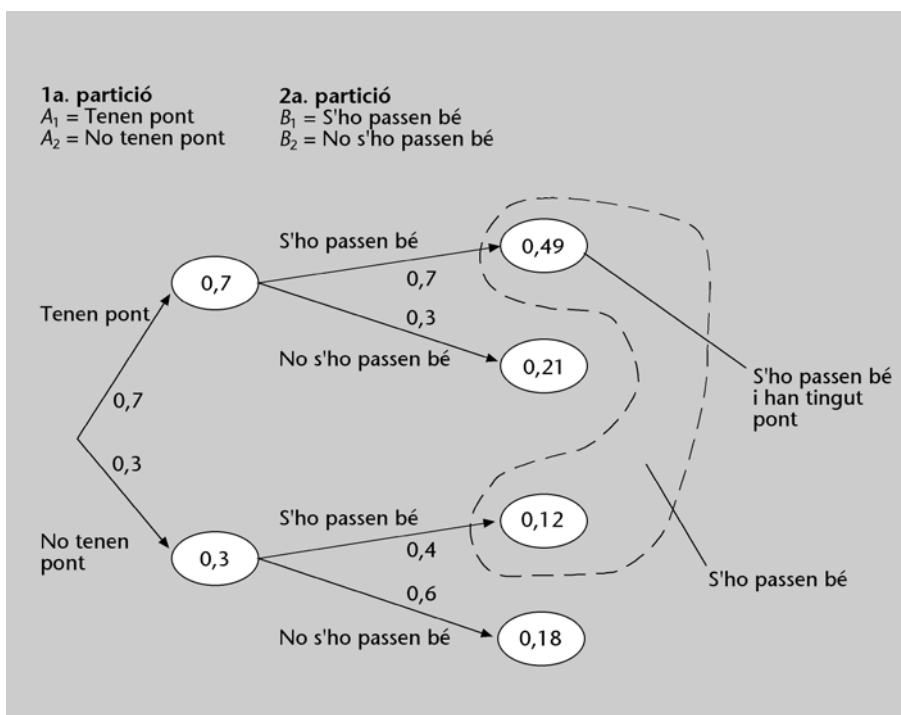 1a. partició
A1 = Tenen pont
A2 = No tenen pont
2a. partició
B1 = S'ho passen bé
B2 = No s'ho passen bé
Tenen pont
0,7
0,7
S'ho passen bé
0,7
0,49
0,3
No s'ho passen bé
0,21
S'ho passen bé
i han tingut
pont
0,3
No tenen
pont
0,3
S'ho passen bé
0,4
0,12
0,6
No s'ho passen bé
0,18
S'ho passen bé